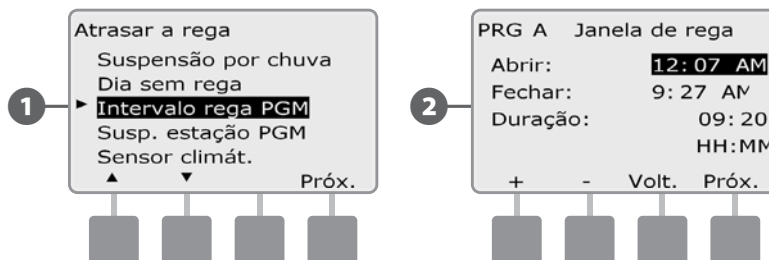 Atrasar a rega
Suspensão por chuva
Dia sem rega
1 ► Intervalo rega PGM
Susp. estação PGM
Sensor climát.
▲ ▼ Próx.
PRG A Janela de rega
Abrir: 12:07 AM
2 Fechar: 9:27 AM
Duração: 09:20
HH:MM
+ - Volt. Próx.